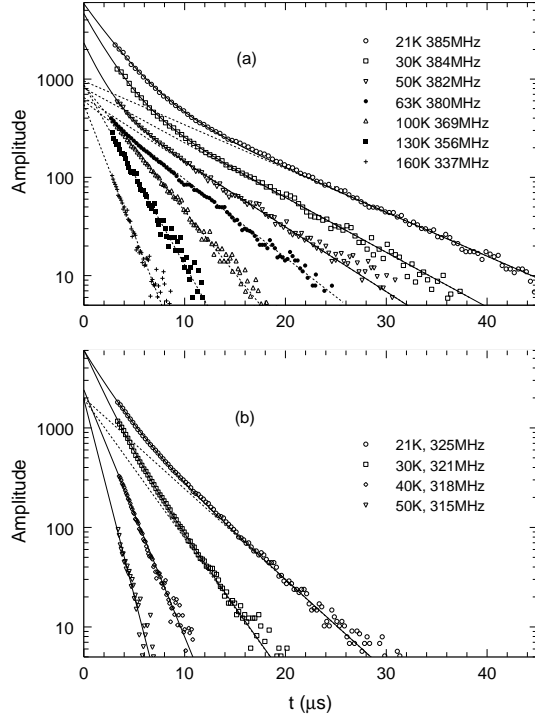 (a)
21K 385MHz
30K 384MHz
50K 382MHz
63K 380MHz
100K 369MHz
130K 356MHz
160K 337MHz
Amplitude
1000
100
10
0
10
20
30
40
(b)
21K, 325MHz
30K, 321MHz
40K, 318MHz
50K, 315MHz
Amplitude
1000
100
10
0
10
20
30
40
t (μs)